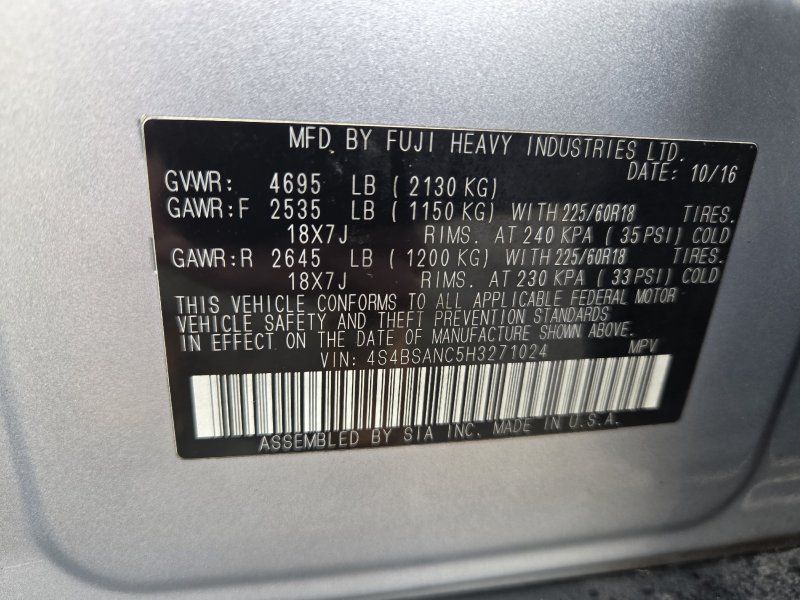 MFD. BY FUJI HEAVY INDUSTRIES LTD.
DATE: 10/16
GVWR: 4695 LB ( 2130 KG)
GAWR:F 2535 LB ( 1150 KG) WITH 225/60R18 TIRES.
18X7J RIMS. AT 240 KPA ( 35 PSI) COLD
GAWR:R 2645 LB ( 1200 KG) WITH 225/60R18 TIRES.
18X7J RIMS. AT 230 KPA ( 33 PSI) COLD
THIS VEHICLE CONFORMS TO ALL APPLICABLE FEDERAL MOTOR
VEHICLE SAFETY AND THEFT PREVENTION STANDARDS
IN EFFECT ON THE DATE OF MANUFACTURE SHOWN ABOVE.
VIN: 4S4BSANC5H3271024 MPV
ASSEMBLED BY SIA INC. MADE IN U.S.A.